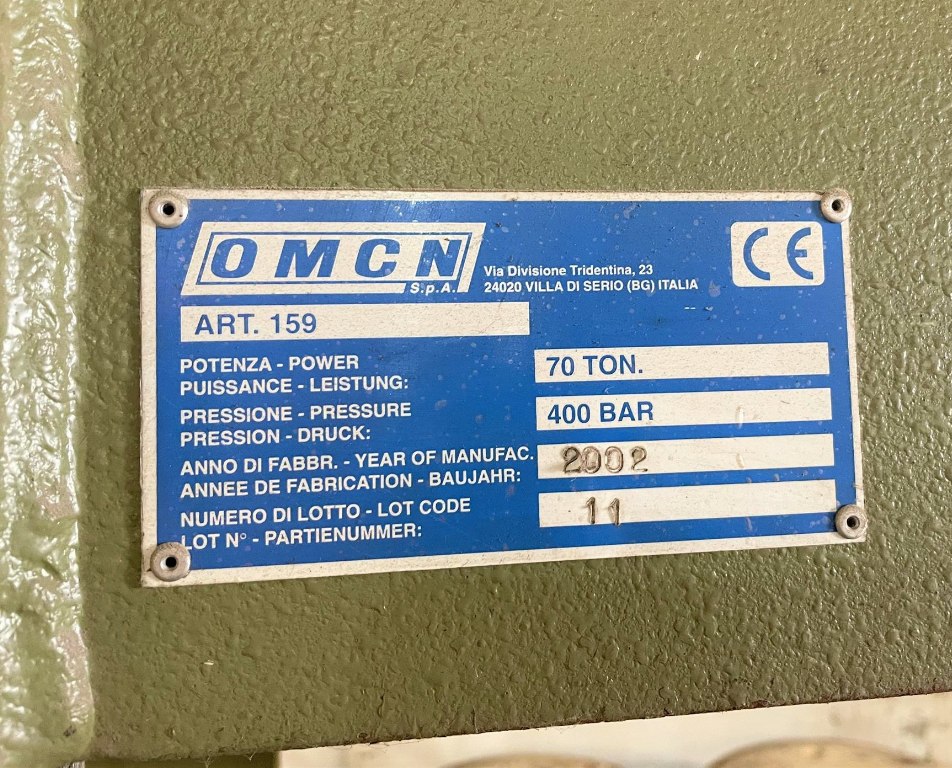 OMCN
S.p.A.
Via Divisione Tridentina, 23
24020 VILLA DI SERIO (BG) ITALIA
CE
ART. 159
POTENZA - POWER
PUISSANCE - LEISTUNG:
70 TON.
PRESSIONE - PRESSURE
PRESSION - DRUCK:
400 BAR
ANNO DI FABBR. - YEAR OF MANUFAC.
ANNEE DE FABRICATION - BAUJAHR:
2002
NUMERO DI LOTTO - LOT CODE
LOT N° - PARTIENUMMER:
11